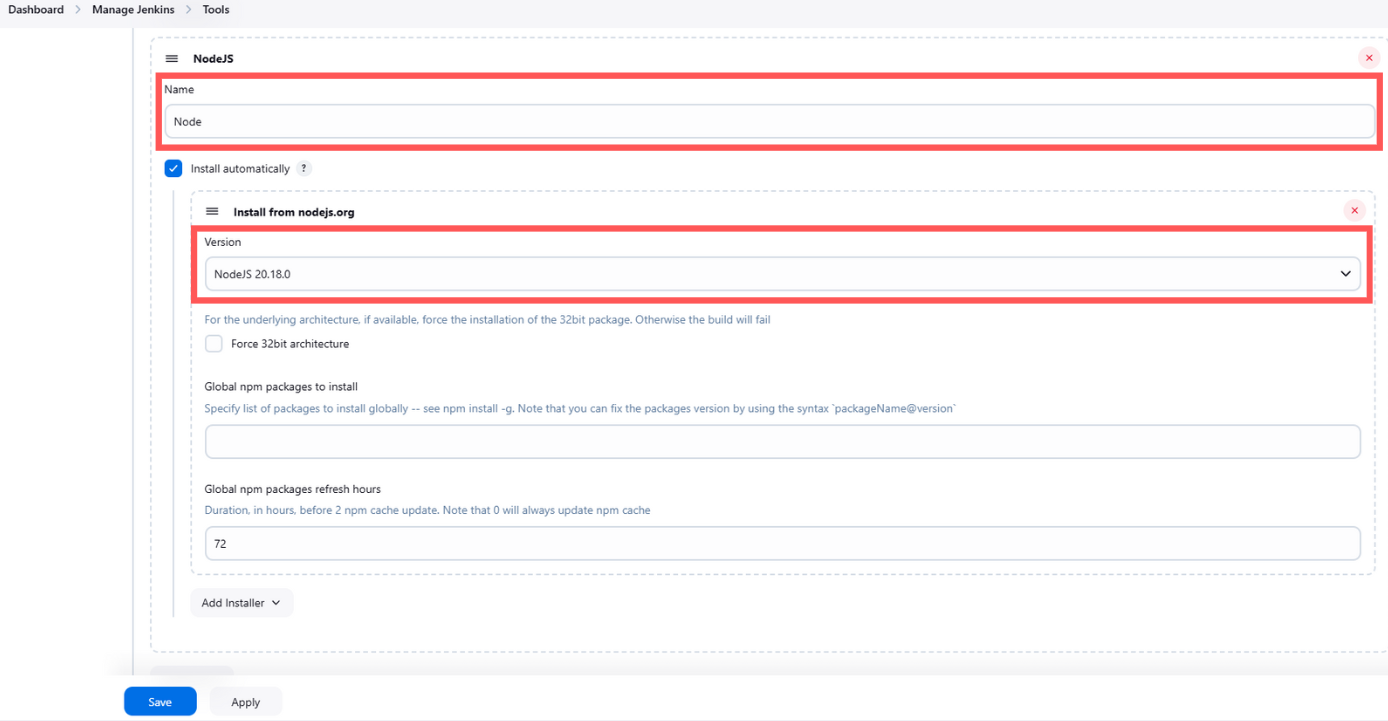 Dashboard > Manage Jenkins > Tools
NodeJS
Name
Node
Install automatically ?
Install from nodejs.org
Version
NodeJS 20.18.0
For the underlying architecture, if available, force the installation of the 32bit package. Otherwise the build will fail
Force 32bit architecture
Global npm packages to install
Specify list of packages to install globally -- see npm install -g. Note that you can fix the packages version by using the syntax `packageName@version`
Global npm packages refresh hours
Duration, in hours, before 2 npm cache update. Note that 0 will always update npm cache
72
Add Installer
Save Apply